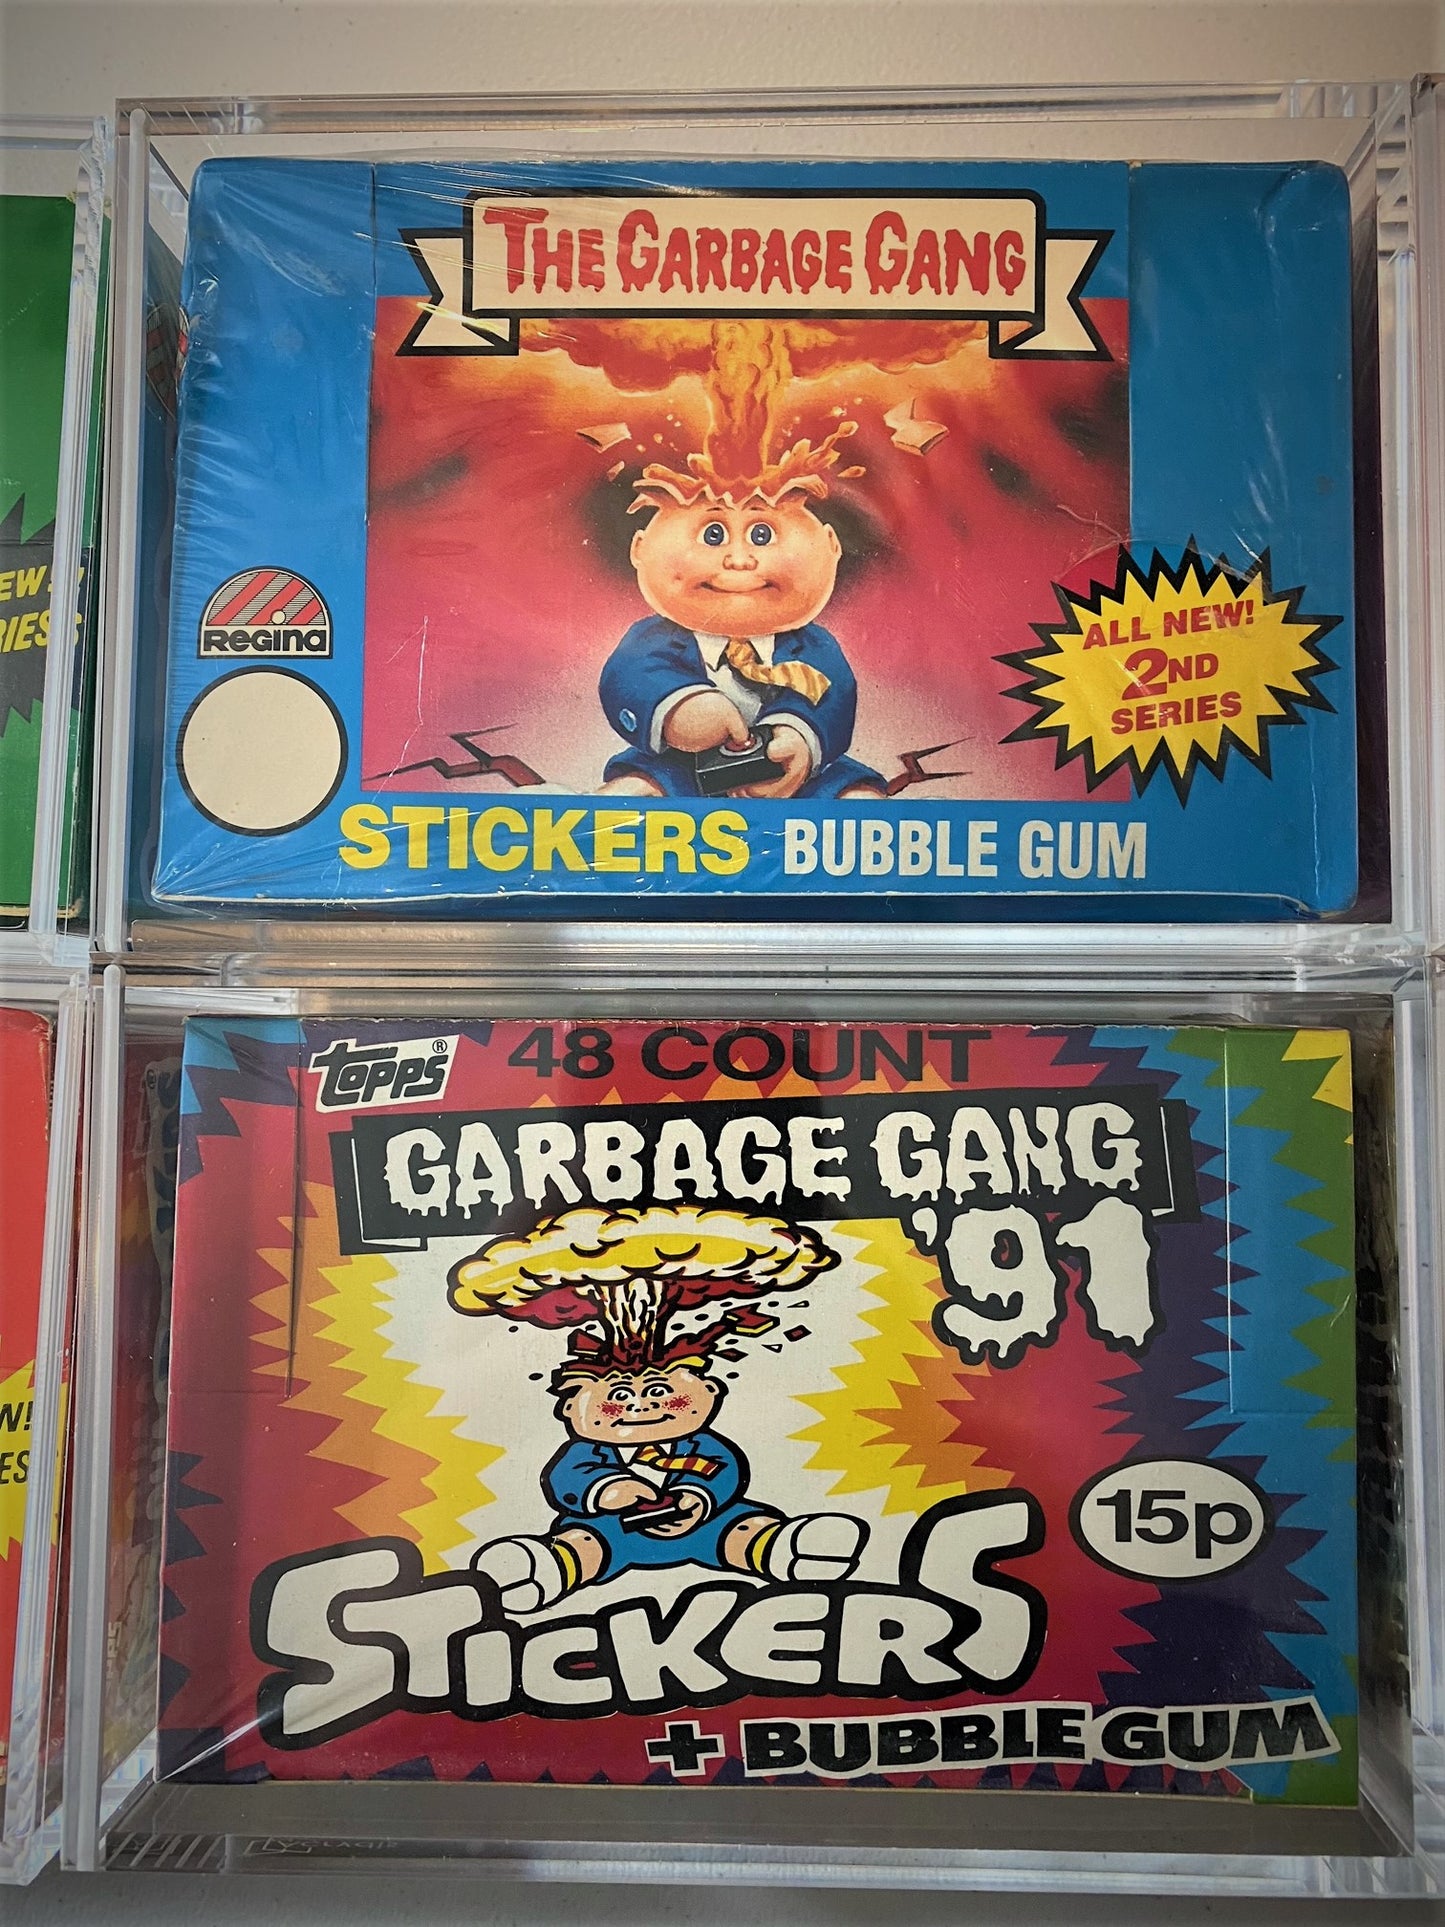 THE GARBAGE GANG
REGINA
ALL NEW!
2ND
SERIES
STICKERS BUBBLE GUM
topps®
48 COUNT
GARBAGE GANG
'91
15p
STICKERS
+ BUBBLE GUM